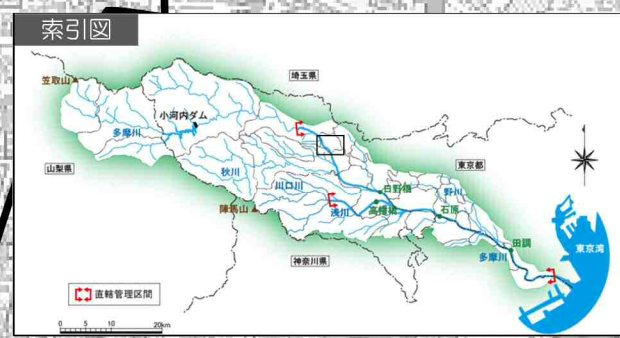 索引図
埼玉県
笠取山
小河内ダム
多摩川
東京都
山梨県
秋川
川口川
日野橋
野川
浅川
高幡橋
石原
陣馬山
田調
東京湾
多摩川
神奈川県
直轄管理区間
0 5 10 20km